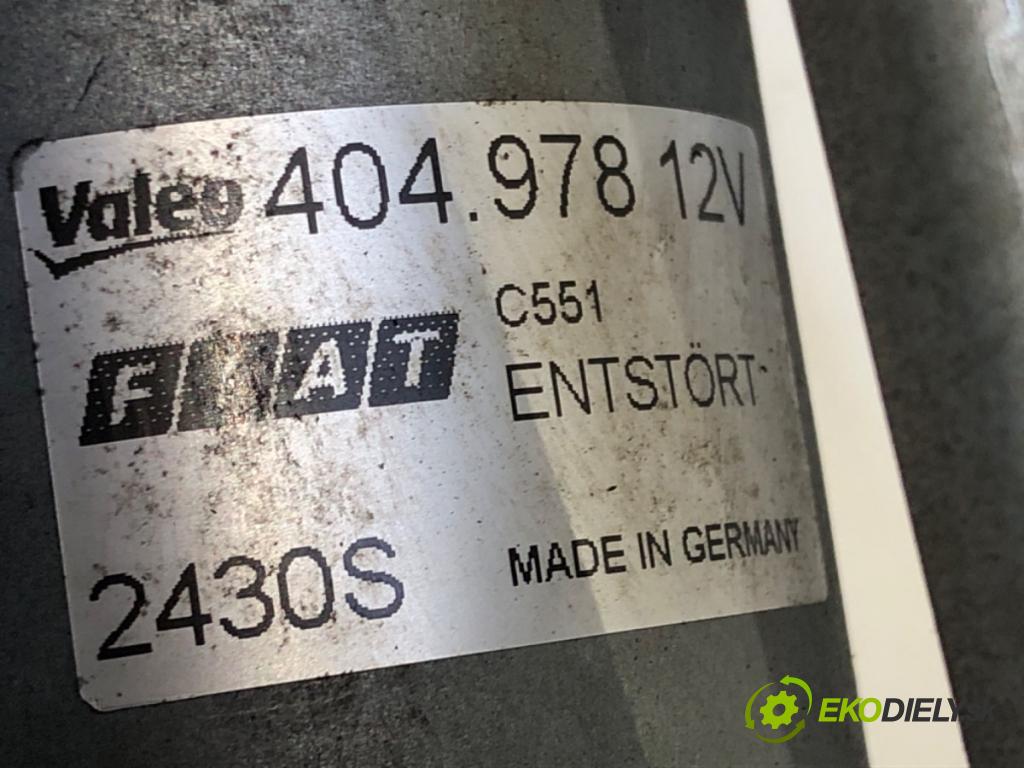 Valeo 404.978 12V
C551
FIAT
ENTSTÖRT
2430S
MADE IN GERMANY
EKODIELY